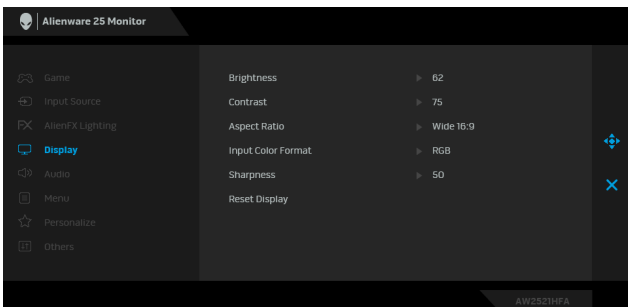 Alienware 25 Monitor
Game
Input Source
FX AlienFX Lighting
Display
Audio
Menu
Personalize
Others
Brightness 62
Contrast 75
Aspect Ratio Wide 16:9
Input Color Format RGB
Sharpness 50
Reset Display
AW2521HFA